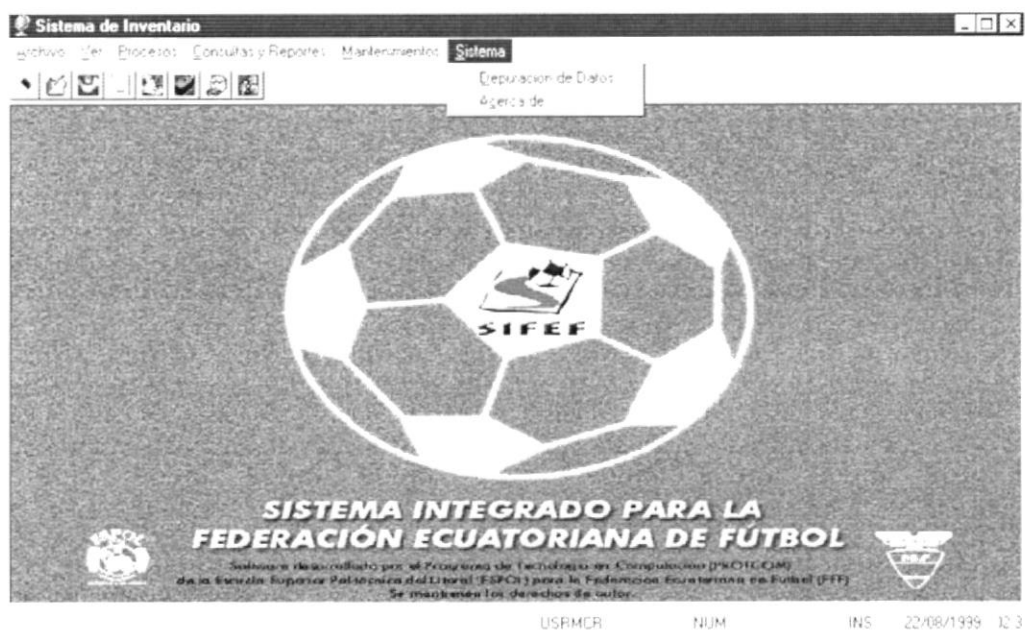 Sistema de Inventario
Archivo Ver Procesos Consultas y Reportes Mantenimientos Sistema
Depuracion de Datos
Acerca de
SIFEF
SISTEMA INTEGRADO PARA LA
FEDERACIÓN ECUATORIANA DE FÚTBOL
Software desarrollado por el Programa de Tecnología en Computación (PROTCOM)
de la Escuela Superior Politécnica del Litoral (ESPOL) para la Federación Ecuatoriana de Futbol (FEF)
Se mantienen los derechos de autor.
NUM INS 22/08/1999